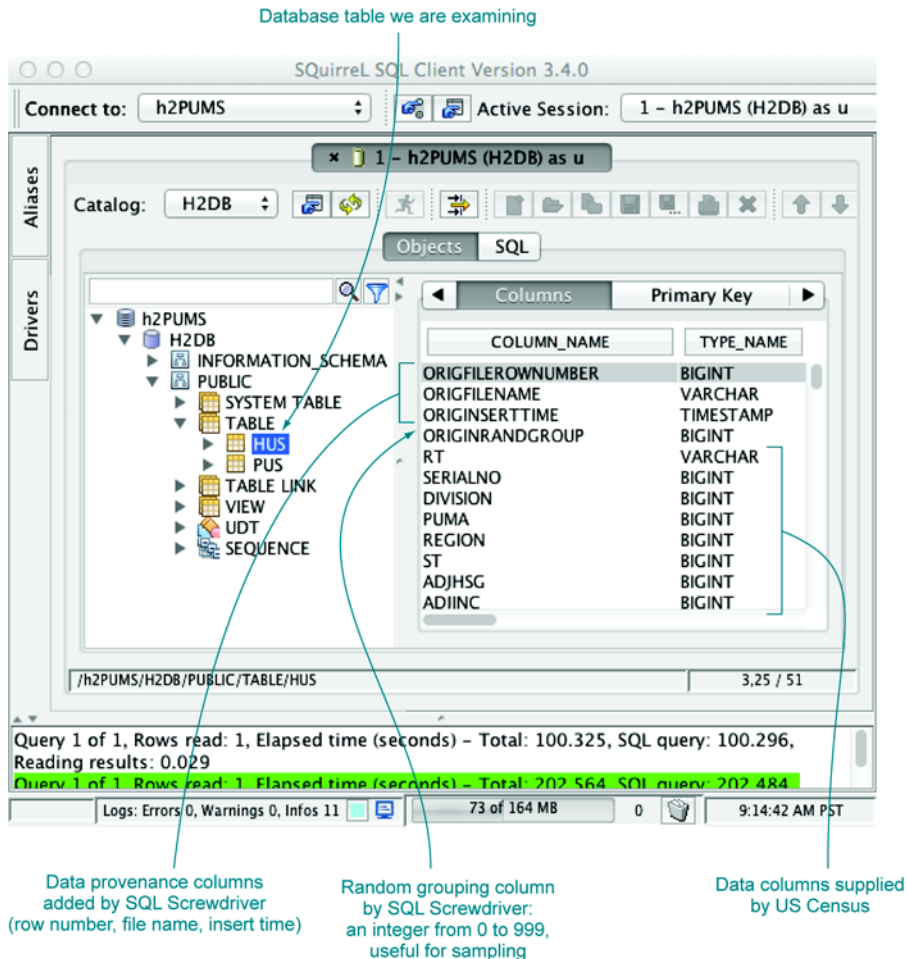 Database table we are examining
SQuirreL SQL Client Version 3.4.0
Connect to: h2PUMS Active Session: 1 – h2PUMS (H2DB) as u
Aliases
Drivers
1 – h2PUMS (H2DB) as u
Catalog: H2DB
Objects SQL
h2PUMS
H2DB
INFORMATION_SCHEMA
PUBLIC
SYSTEM TABLE
TABLE
HUS
PUS
TABLE LINK
VIEW
UDT
SEQUENCE
Columns Primary Key
COLUMN_NAME TYPE_NAME
ORIGFILEROWNUMBER BIGINT
ORIGFILENAME VARCHAR
ORIGINSERTTIME TIMESTAMP
ORIGINRANDGROUP BIGINT
RT VARCHAR
SERIALNO BIGINT
DIVISION BIGINT
PUMA BIGINT
REGION BIGINT
ST BIGINT
ADJHSG BIGINT
ADJINC BIGINT
/h2PUMS/H2DB/PUBLIC/TABLE/HUS 3,25 / 51
Query 1 of 1, Rows read: 1, Elapsed time (seconds) – Total: 100.325, SQL query: 100.296,
Reading results: 0.029
Query 1 of 1, Rows read: 1, Elapsed time (seconds) – Total: 202.564, SQL query: 202.484,
Logs: Errors 0, Warnings 0, Infos 11 73 of 164 MB 0 9:14:42 AM PST
Data provenance columns
added by SQL Screwdriver
(row number, file name, insert time)
Random grouping column
by SQL Screwdriver:
an integer from 0 to 999,
useful for sampling
Data columns supplied
by US Census